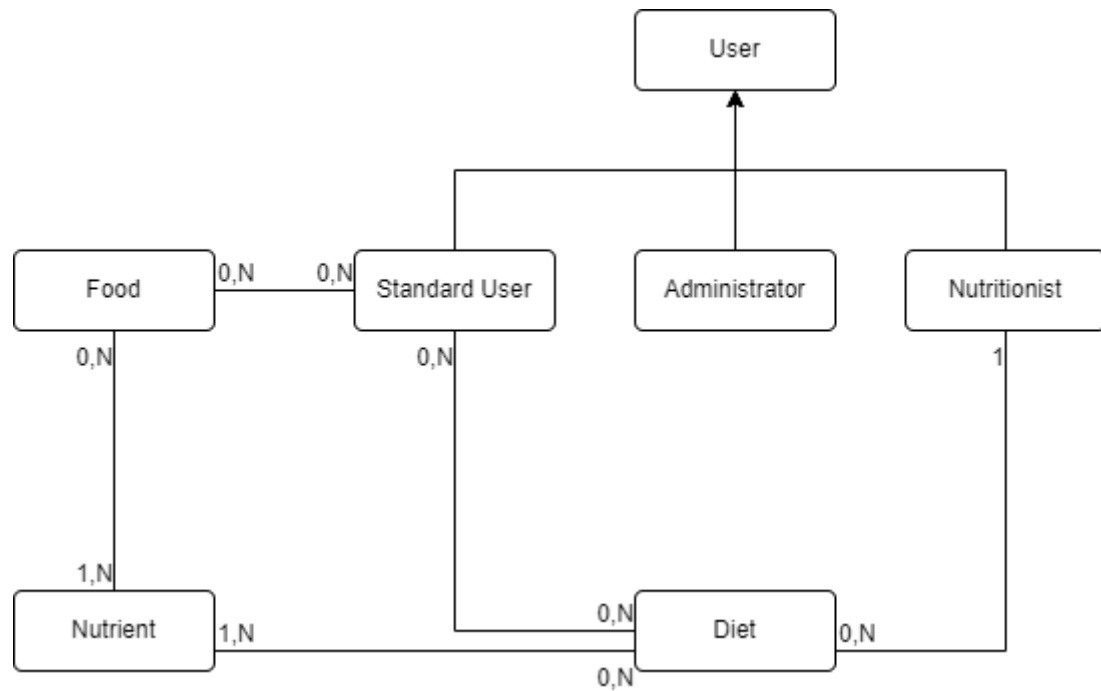 User
Food
0,N
0,N
Standard User
Administrator
Nutritionist
0,N
0,N
1
1,N
Nutrient
1,N
0,N
Diet
0,N
0,N